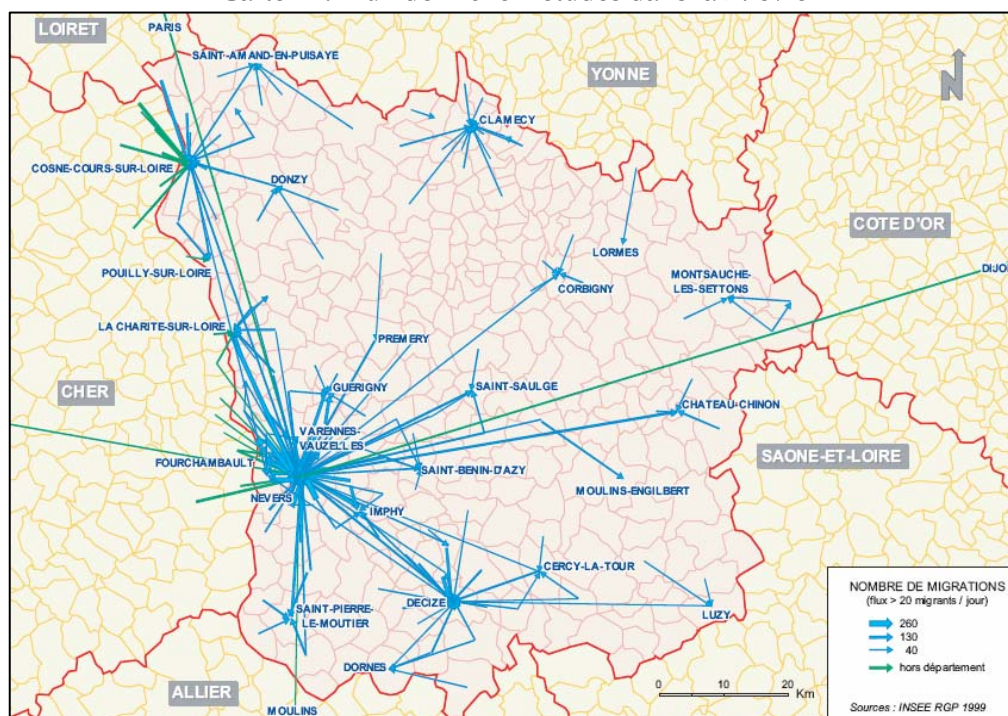 LOIRET
PARIS
SAINT-AMAND-EN-PUISAYE
YONNE
N
CLAMECY
COSNE-COURS-SUR-LOIRE
DONZY
COTE D'OR
LORMES
POUILLY-SUR-LOIRE
CORBIGNY
MONTSAUCHE-
LES-SETTONS
DIJO
LA CHARITE-SUR-LOIRE
PREMERY
CHER
GUERIGNY
SAINT-SAULGE
CHATEAU-CHINON
VARENNES-
VAUZELLES
FOURCHAMBAULT
SAINT-BENIN-D'AZY
SAONE-ET-LOIRE
MOULINS-ENGILBERT
NEVERS
IMPHY
CERCY-LA-TOUR
DECIZE
LUZY
SAINT-PIERRE-
LE-MOUTIER
DORNES
ALLIER
MOULINS
0 10 20
Km
NOMBRE DE MIGRATIONS
(flux > 20 migrants / jour)
260
130
40
hors département
Sources : INSEE RGP 1999